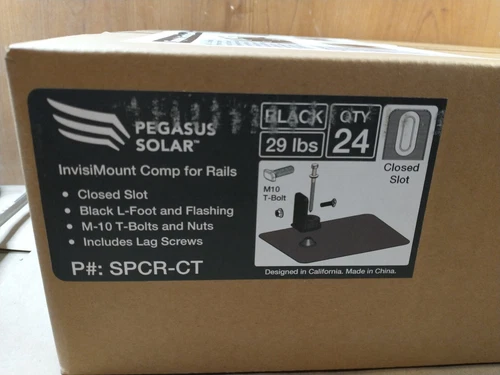 PEGASUS
SOLAR™
BLACK
29 lbs
QTY
24
Closed
Slot
InvisiMount Comp for Rails
• Closed Slot
• Black L-Foot and Flashing
• M-10 T-Bolts and Nuts
• Includes Lag Screws
P#: SPCR-CT
M10
T-Bolt
Designed in California. Made in China.